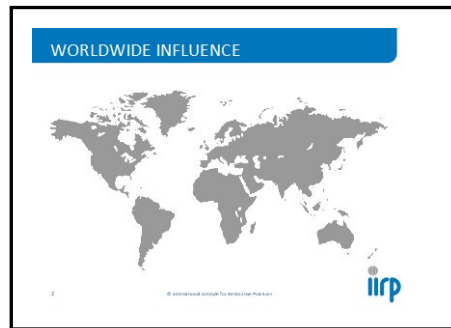 WORLDWIDE INFLUENCE
2
© International Institute for Restorative Practices
iirp